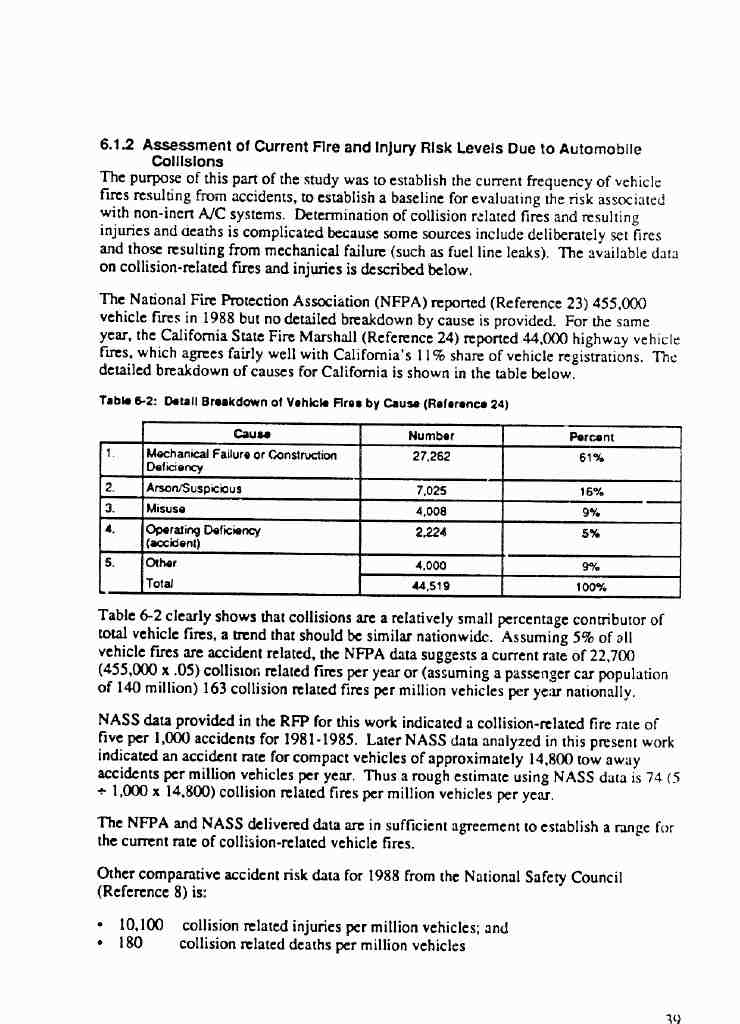 6.1.2 Assessment of Current Fire and Injury Risk Levels Due to Automobile
Collisions
The purpose of this part of the study was to establish the current frequency of vehicle
fires resulting from accidents, to establish a baseline for evaluating the risk associated
with non-inert A/C systems. Determination of collision related fires and resulting
injuries and deaths is complicated because some sources include deliberately set fires
and those resulting from mechanical failure (such as fuel line leaks). The available data
on collision-related fires and injuries is described below.
The National Fire Protection Association (NFPA) reported (Reference 23) 455,000
vehicle fires in 1988 but no detailed breakdown by cause is provided. For the same
year, the California State Fire Marshall (Reference 24) reported 44,000 highway vehicle
fires, which agrees fairly well with California's 11% share of vehicle registrations. The
detailed breakdown of causes for California is shown in the table below.
Table 6-2: Detail Breakdown of Vehicle Fires by Cause (Reference 24)
Cause Number Percent
1. Mechanical Failure or Construction 27,262 61%
Deficiency
2. Arson/Suspicious 7,025 16%
3. Misuse 4,008 9%
4. Operating Deficiency 2,224 5%
(accident)
5. Other 4,000 9%
Total 44,519 100%
Table 6-2 clearly shows that collisions are a relatively small percentage contributor of
total vehicle fires, a trend that should be similar nationwide. Assuming 5% of all
vehicle fires are accident related, the NFPA data suggests a current rate of 22,700
(455,000 x .05) collision related fires per year or (assuming a passenger car population
of 140 million) 163 collision related fires per million vehicles per year nationally.
NASS data provided in the RFP for this work indicated a collision-related fire rate of
five per 1,000 accidents for 1981-1985. Later NASS data analyzed in this present work
indicated an accident rate for compact vehicles of approximately 14,800 tow away
accidents per million vehicles per year. Thus a rough estimate using NASS data is 74 (5
÷ 1,000 x 14,800) collision related fires per million vehicles per year.
The NFPA and NASS delivered data are in sufficient agreement to establish a range for
the current rate of collision-related vehicle fires.
Other comparative accident risk data for 1988 from the National Safety Council
(Reference 8) is:
• 10,100 collision related injuries per million vehicles; and
• 180 collision related deaths per million vehicles
39